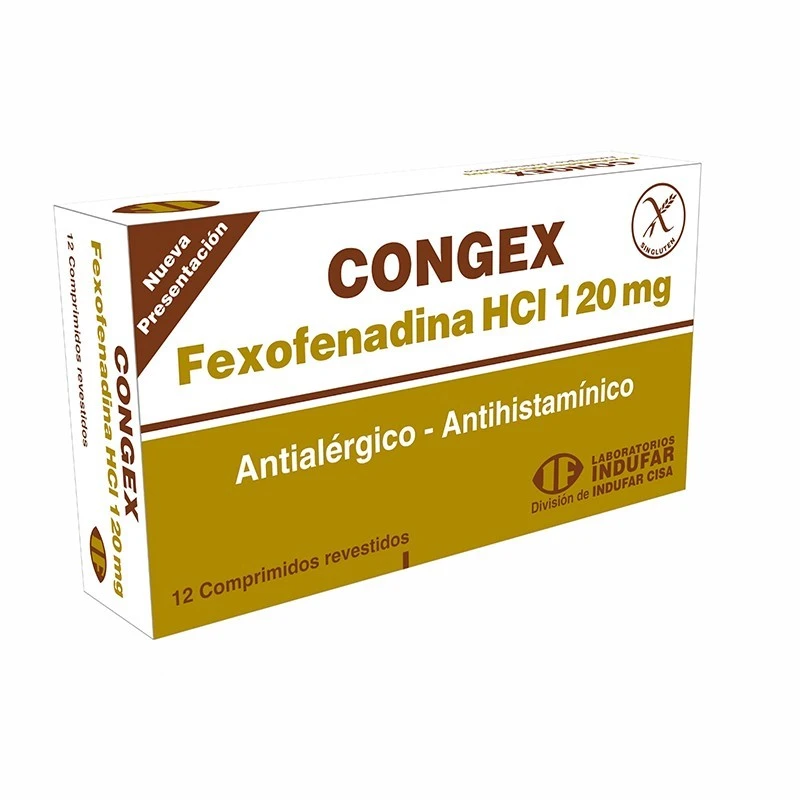 Nueva
Presentación
CONGEX
Fexofenadina HCl 120 mg
SIN GLUTEN
Antialérgico - Antihistamínico
LABORATORIOS
INDUFAR
División de INDUFAR CISA
12 Comprimidos revestidos
CONGEX
Fexofenadina HCl 120 mg
12 Comprimidos revestidos
CONGEX